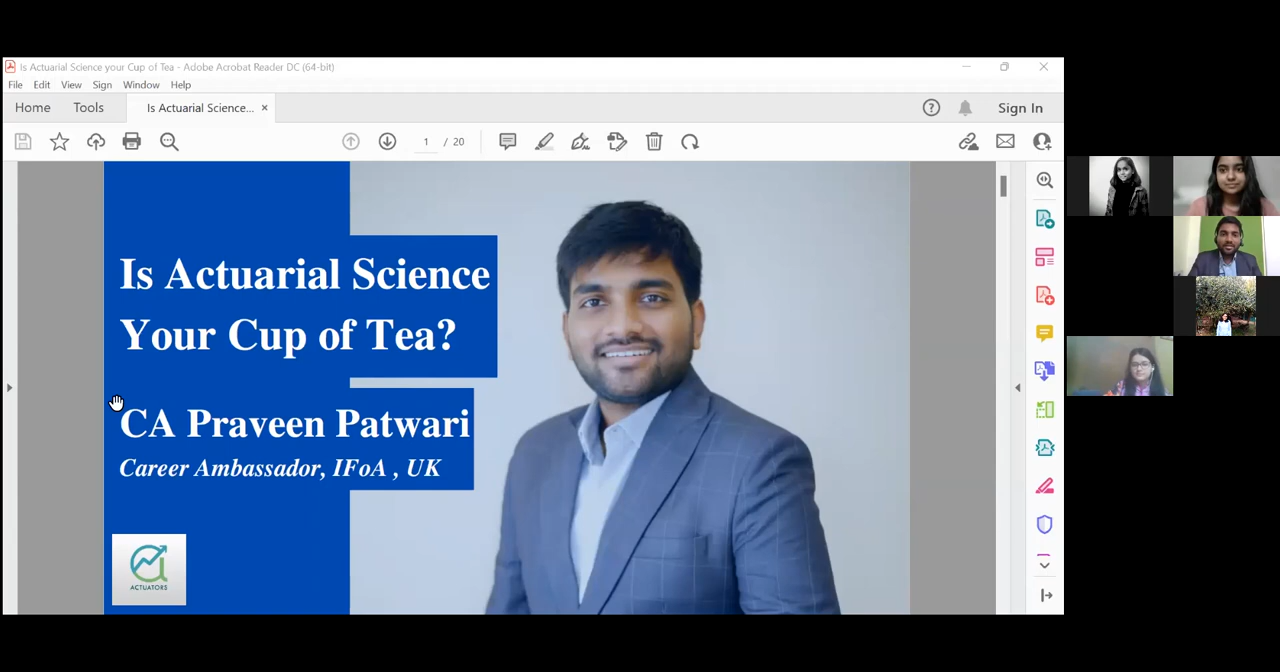 Is Actuarial Science your Cup of Tea - Adobe Acrobat Reader DC (64-bit)
File Edit View Sign Window Help
Home Tools Is Actuarial Science... × Sign In
1 / 20
Is Actuarial Science
Your Cup of Tea?
CA Praveen Patwari
Career Ambassador, IFoA , UK
ACTUATORS